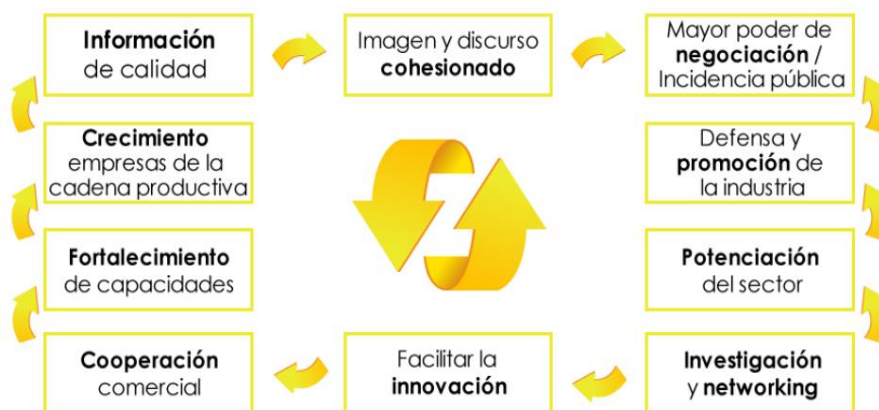 Información
de calidad
Imagen y discurso
cohesionado
Mayor poder de
negociación /
Incidencia pública
Crecimiento
empresas de la
cadena productiva
Defensa y
promoción de
la industria
Fortalecimiento
de capacidades
Potenciación
del sector
Cooperación
comercial
Facilitar la
innovación
Investigación
y networking